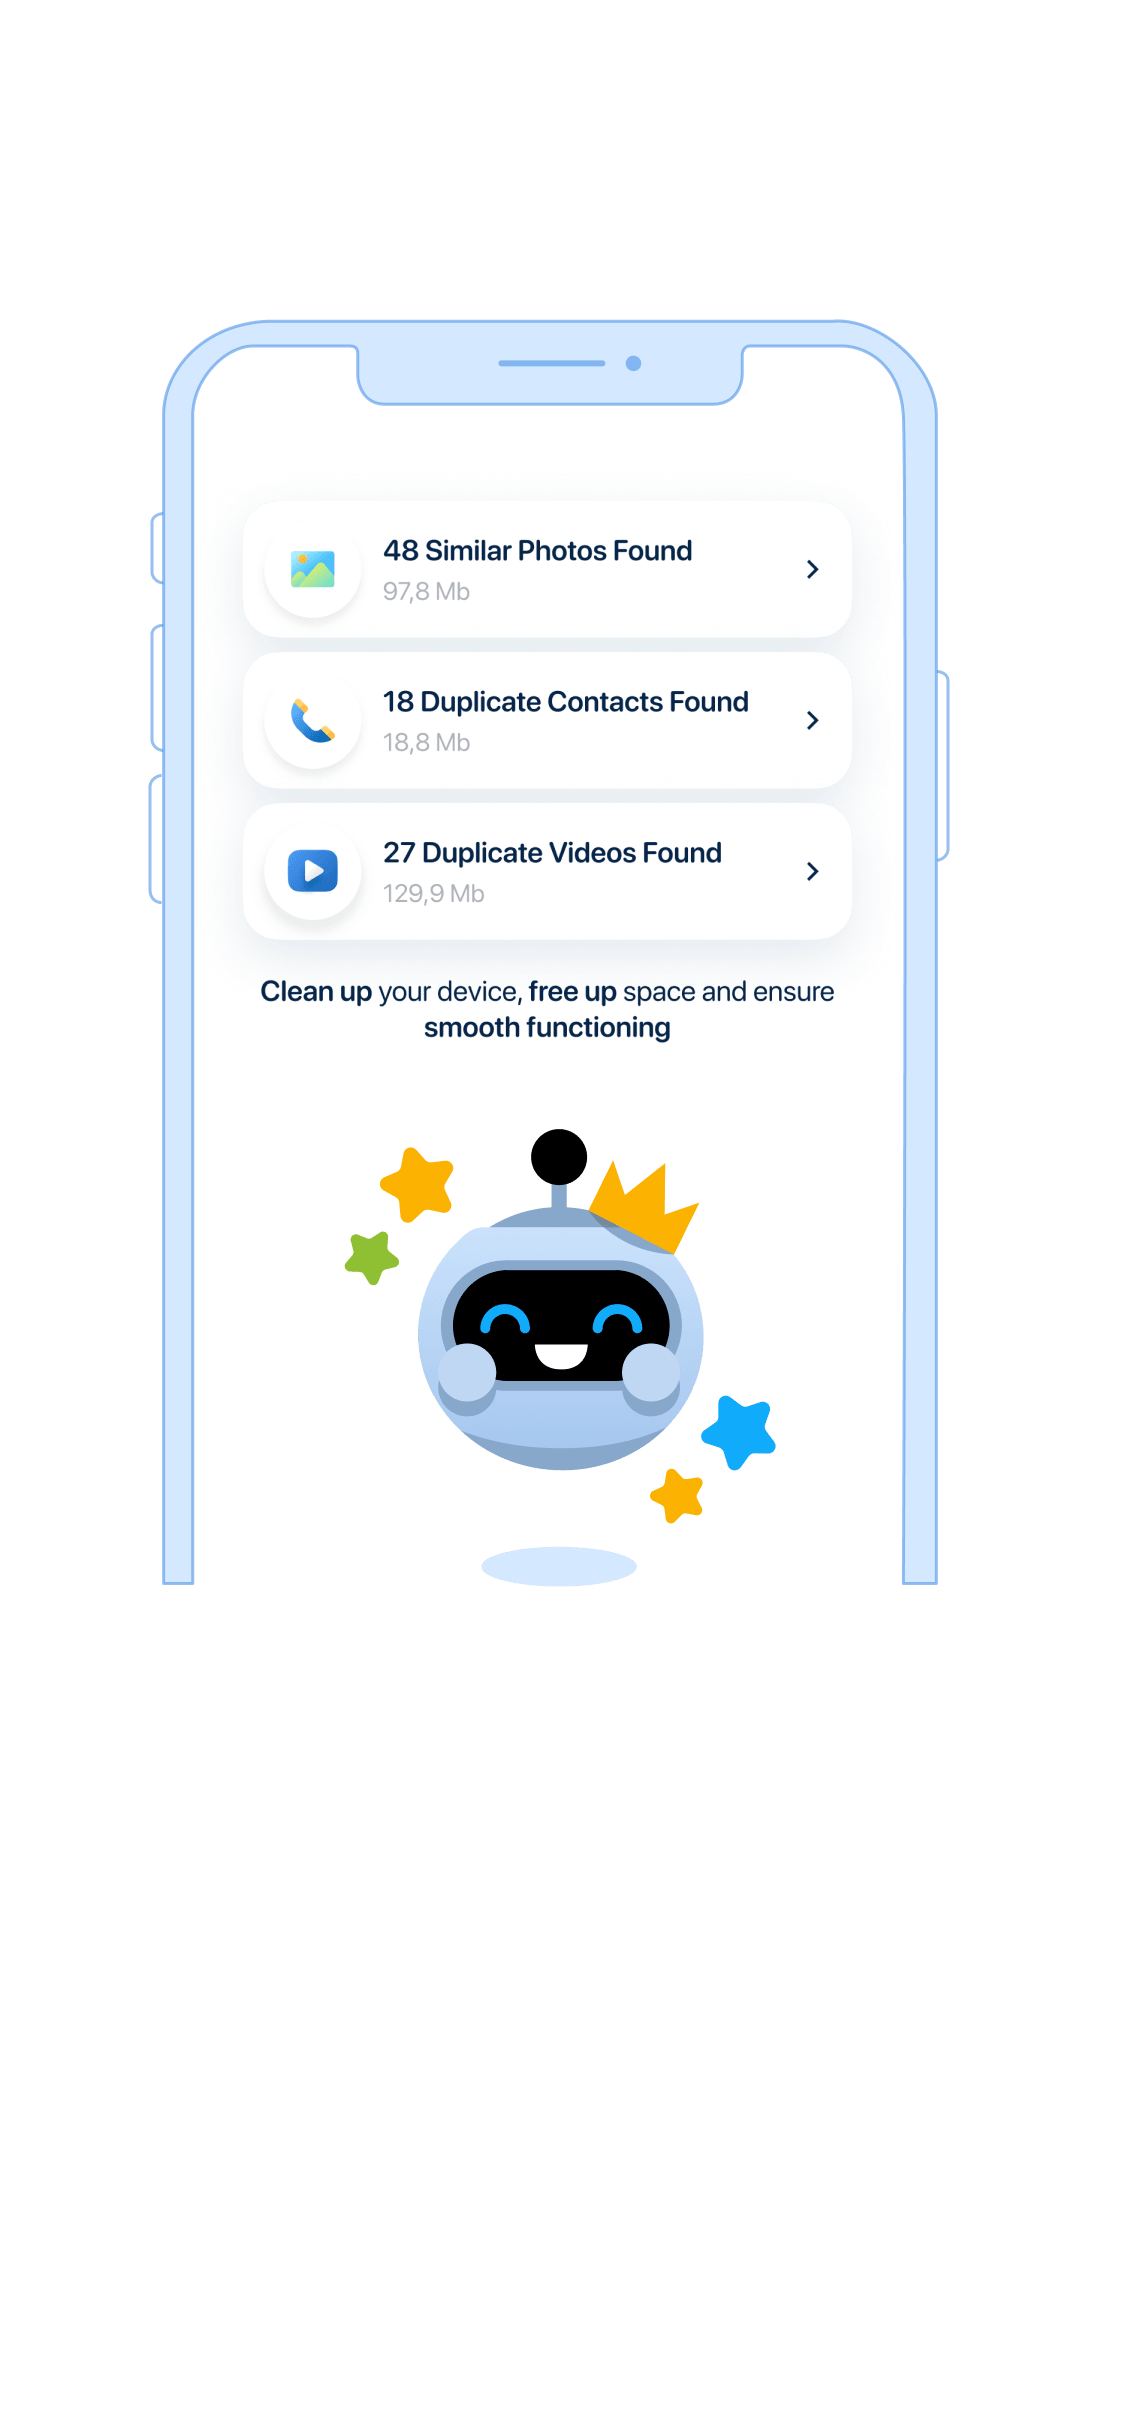 48 Similar Photos Found
97,8 Mb
18 Duplicate Contacts Found
18,8 Mb
27 Duplicate Videos Found
129,9 Mb
Clean up your device, free up space and ensure
smooth functioning